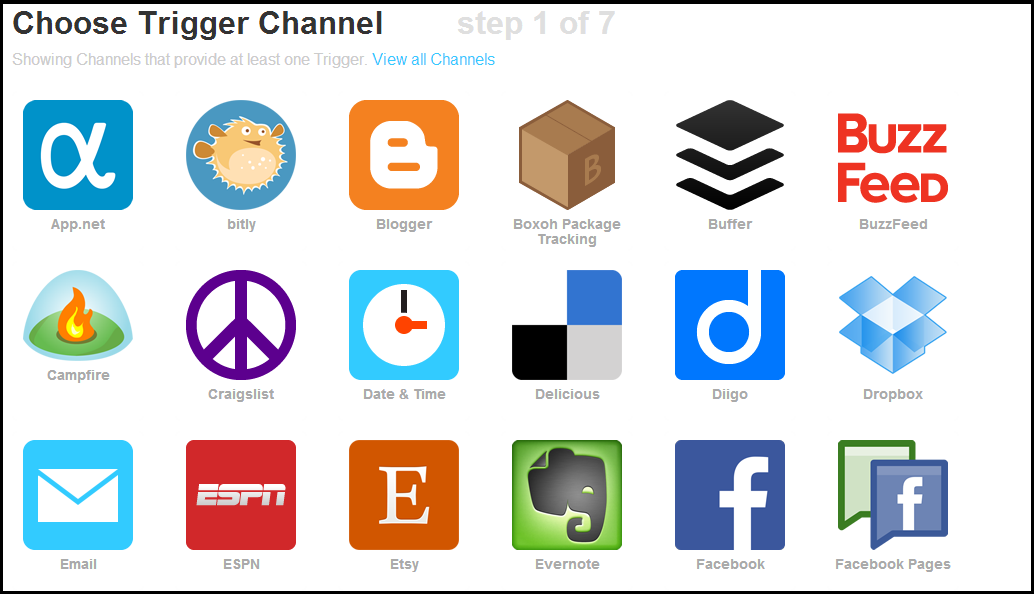 Choose Trigger Channel step 1 of 7
Showing Channels that provide at least one Trigger. View all Channels
α
B
Buzz
Feed
App.net
bitly
Blogger
Boxoh Package
Tracking
Buffer
BuzzFeed
Campfire
Craigslist
Date & Time
Delicious
Diigo
Dropbox
ESPN
E
f
f
Email
ESPN
Etsy
Evernote
Facebook
Facebook Pages